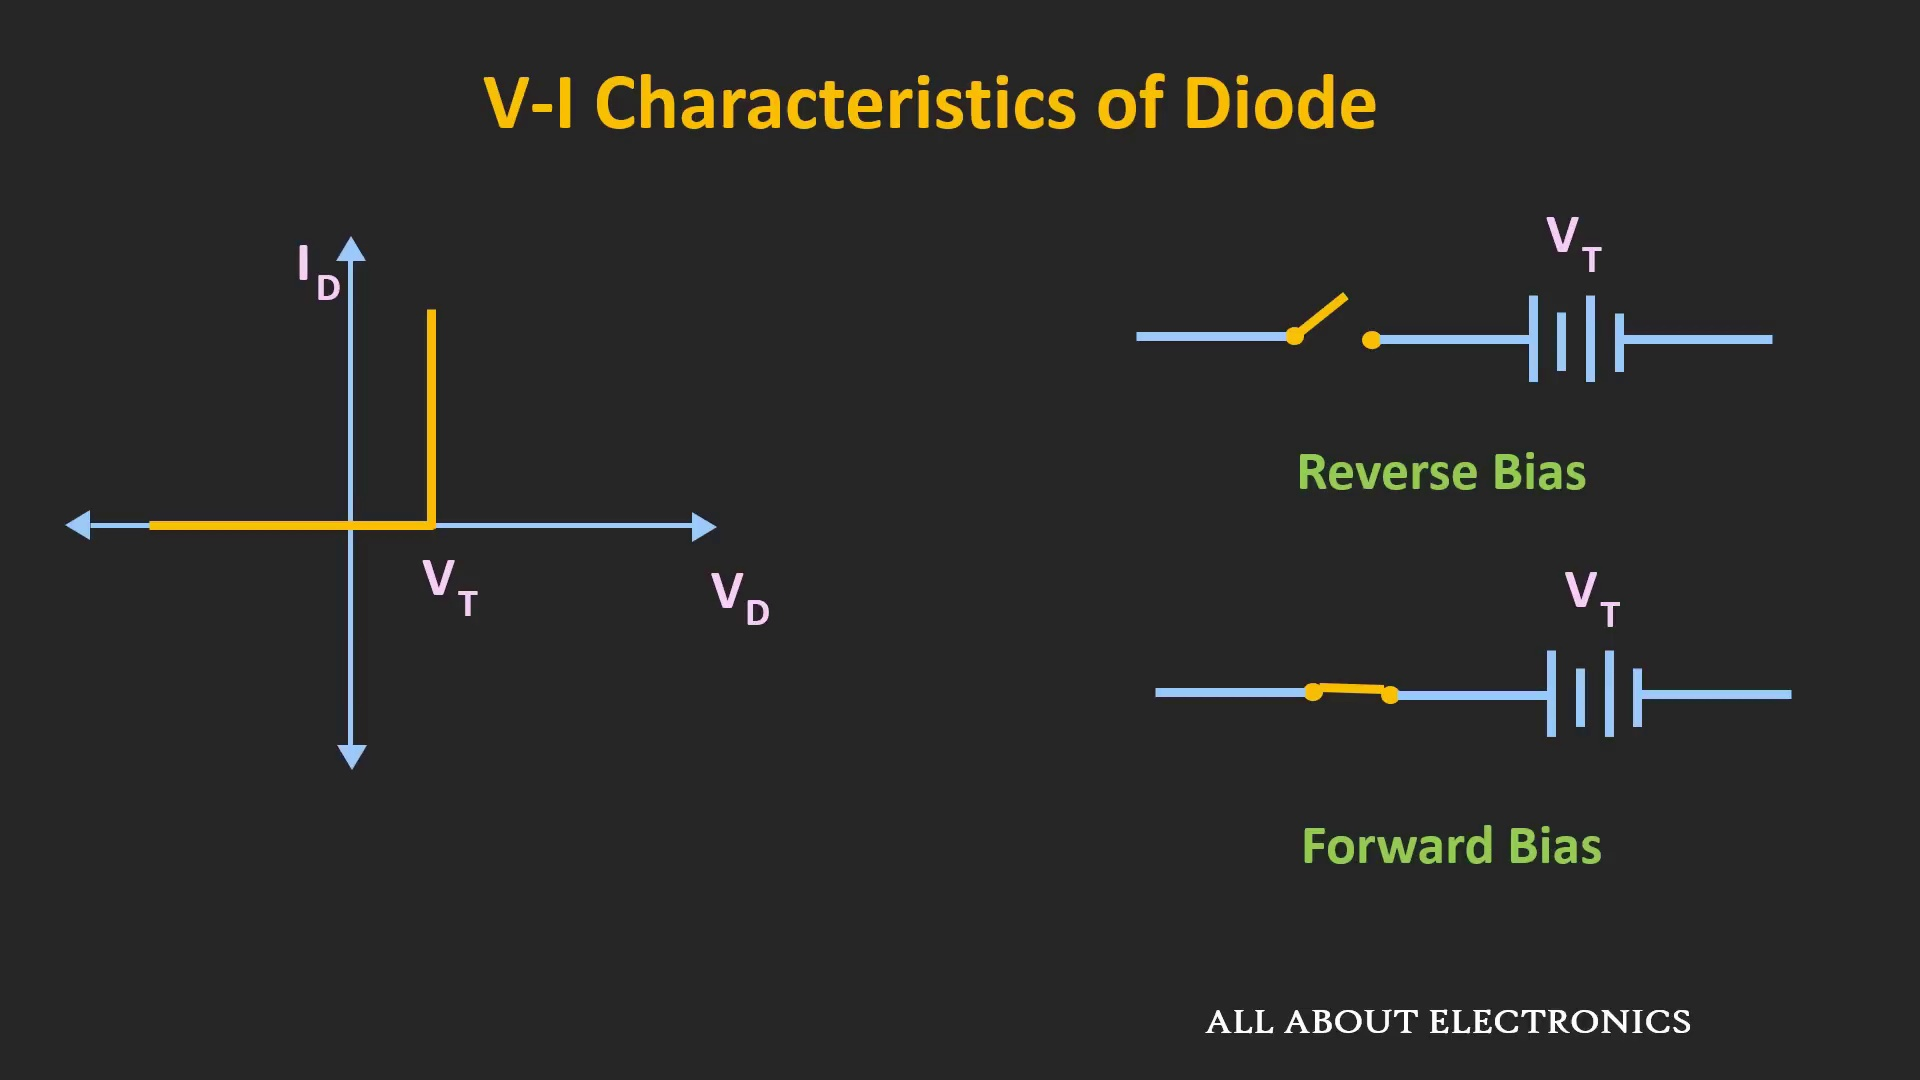 V-I Characteristics of Diode
I_D
V_T
V_D
V_T
Reverse Bias
V_T
Forward Bias
ALL ABOUT ELECTRONICS